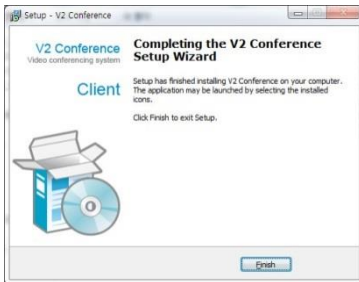 Setup - V2 Conference
V2 Conference
Video conferencing system
Client
Completing the V2 Conference
Setup Wizard
Setup has finished installing V2 Conference on your computer.
The application may be launched by selecting the installed
icons.
Click Finish to exit Setup.
Finish